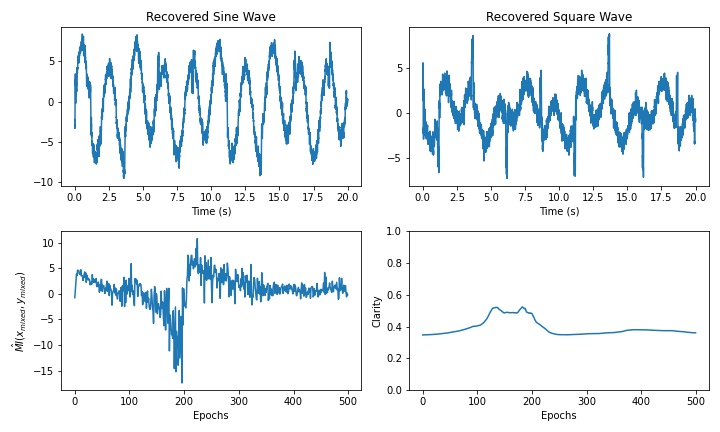 Recovered Sine Wave
5
0
−5
−10
0.0 2.5 5.0 7.5 10.0 12.5 15.0 17.5 20.0
Time (s)
Recovered Square Wave
5
0
−5
0.0 2.5 5.0 7.5 10.0 12.5 15.0 17.5 20.0
Time (s)
M̂I(x_mixed, y_mixed)
10
5
0
−5
−10
−15
0 100 200 300 400 500
Epochs
Clarity
1.0
0.8
0.6
0.4
0.2
0.0
0 100 200 300 400 500
Epochs